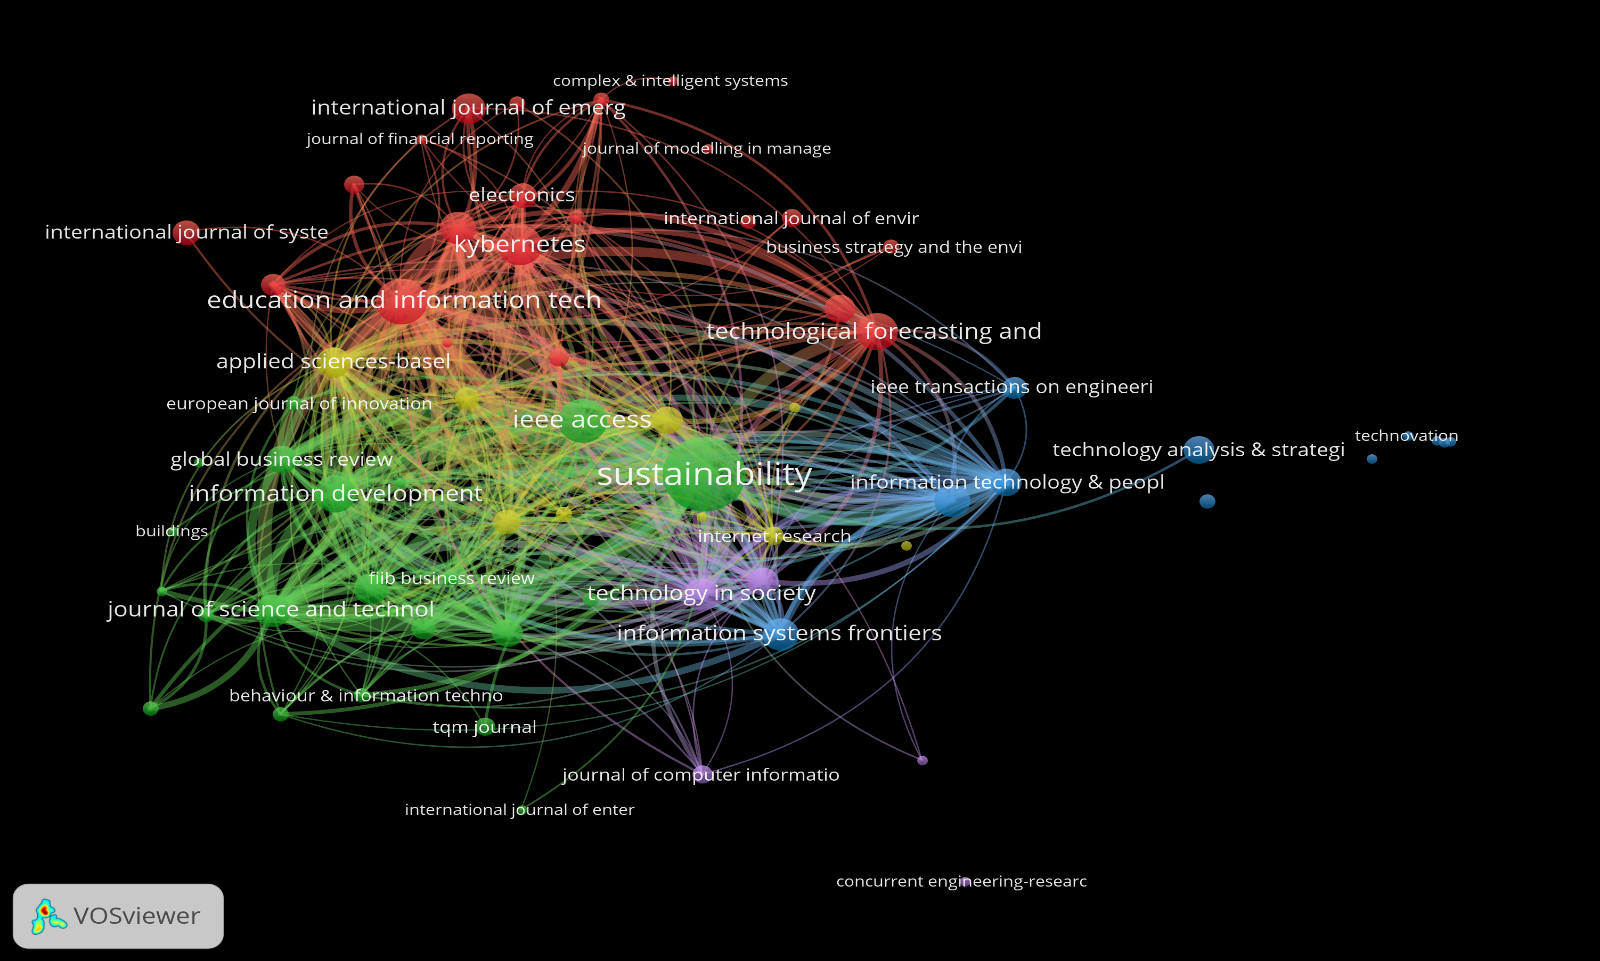 complex & intelligent systems
international journal of emerg
journal of financial reporting
journal of modelling in manage
electronics
international journal of envir
international journal of syste
kybernetes
business strategy and the envi
education and information tech
technological forecasting and
applied sciences-basel
ieee transactions on engineeri
european journal of innovation
ieee access
technovation
technology analysis & strategi
global business review
sustainability
information technology & peopl
information development
buildings
internet research
fiib business review
technology in society
journal of science and technol
information systems frontiers
behaviour & information techno
tqm journal
journal of computer informatio
international journal of enter
concurrent engineering-researc
VOSviewer